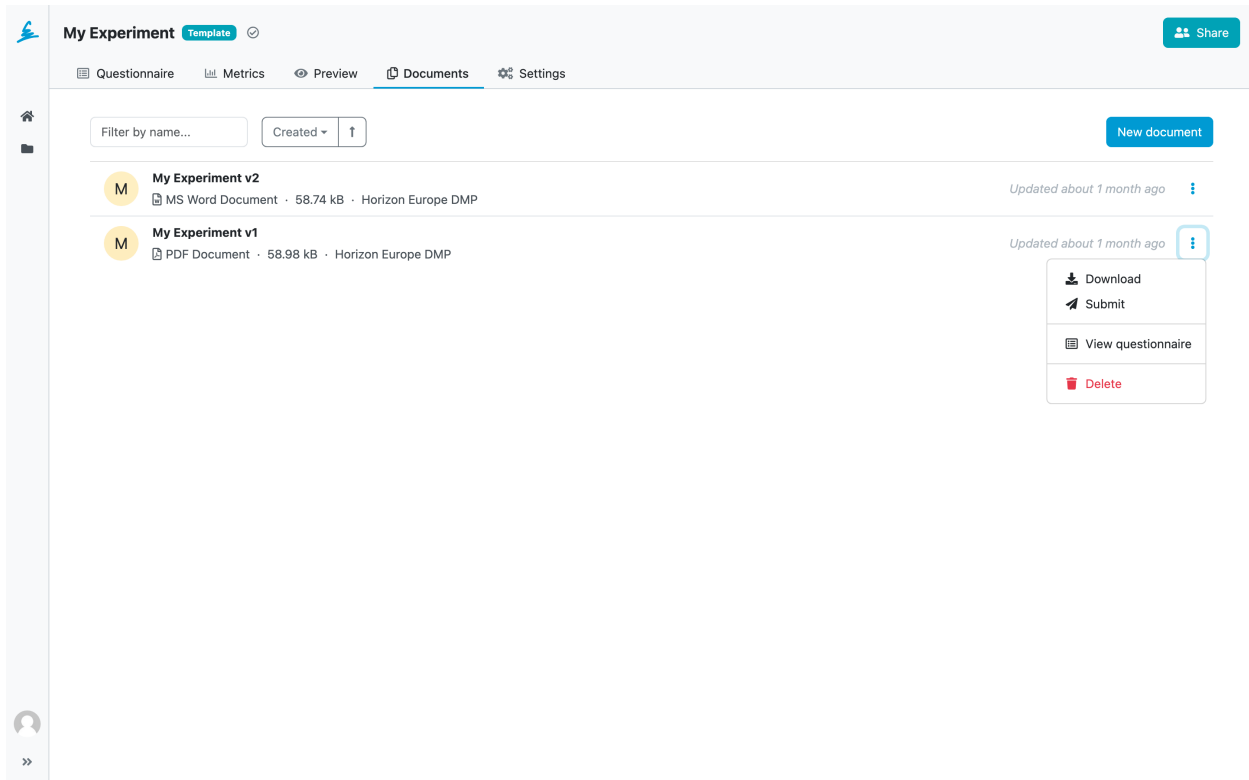 My Experiment Template
Share
Questionnaire Metrics Preview Documents Settings
Filter by name... Created New document
My Experiment v2
MS Word Document · 58.74 kB · Horizon Europe DMP
Updated about 1 month ago
M
My Experiment v1
PDF Document · 58.98 kB · Horizon Europe DMP
Updated about 1 month ago
M
Download
Submit
View questionnaire
Delete